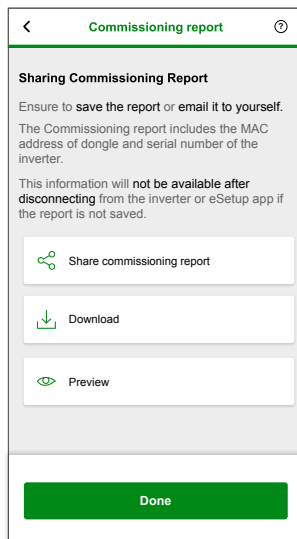 Commissioning report
?
Sharing Commissioning Report
Ensure to save the report or email it to yourself.
The Commissioning report includes the MAC
address of dongle and serial number of the
inverter.
This information will not be available after
disconnecting from the inverter or eSetup app if
the report is not saved.
Share commissioning report
Download
Preview
Done